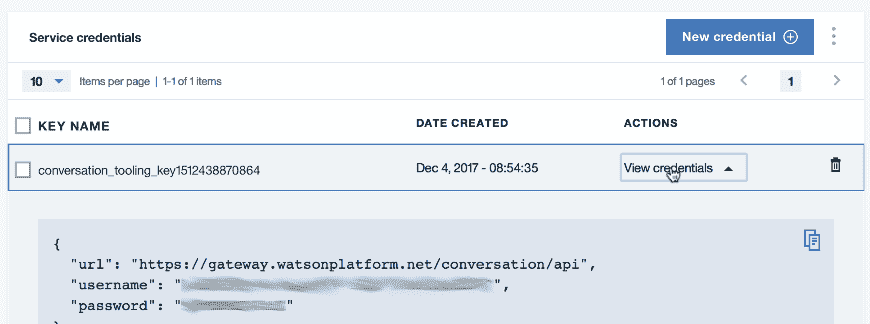 Service credentials
New credential
10 Items per page | 1-1 of 1 items 1 of 1 pages 1
KEY NAME DATE CREATED ACTIONS
conversation_tooling_key1512438870864 Dec 4, 2017 - 08:54:35 View credentials
{
"url": "https://gateway.watsonplatform.net/conversation/api",
"username": "",
"password": ""
}